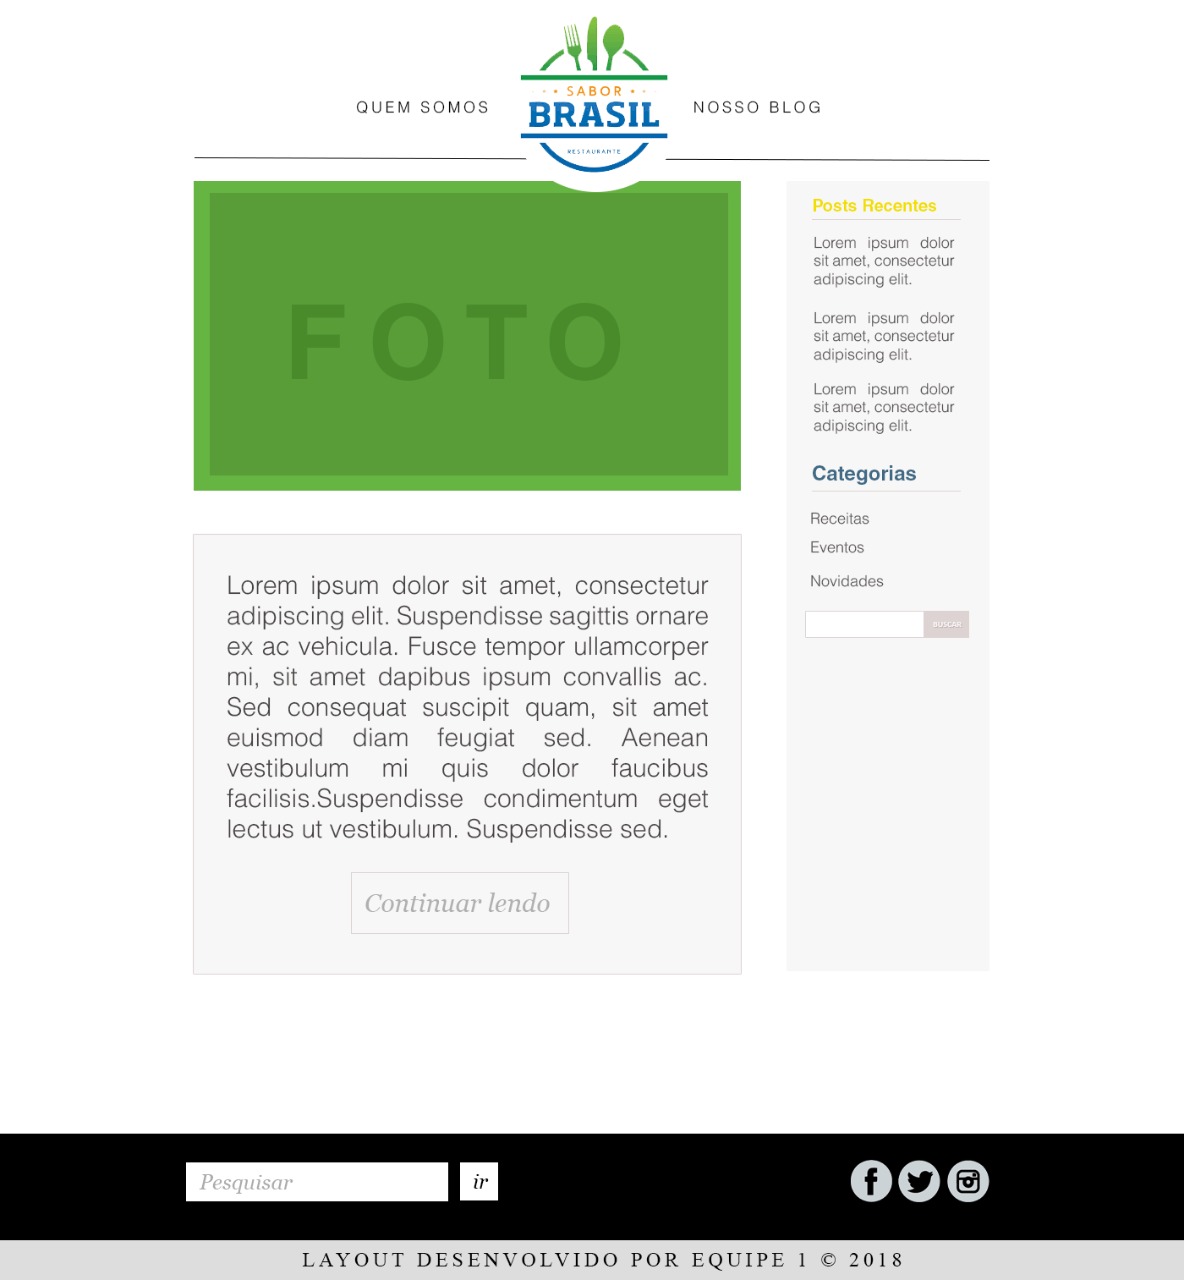 QUEM SOMOS
SABOR
BRASIL
RESTAURANTE
NOSSO BLOG
FOTO
Lorem ipsum dolor sit amet, consectetur
adipiscing elit. Suspendisse sagittis ornare
ex ac vehicula. Fusce tempor ullamcorper
mi, sit amet dapibus ipsum convallis ac.
Sed consequat suscipit quam, sit amet
euismod diam feugiat sed. Aenean
vestibulum mi quis dolor faucibus
facilisis.Suspendisse condimentum eget
lectus ut vestibulum. Suspendisse sed.
Continuar lendo
Posts Recentes
Lorem ipsum dolor
sit amet, consectetur
adipiscing elit.
Lorem ipsum dolor
sit amet, consectetur
adipiscing elit.
Lorem ipsum dolor
sit amet, consectetur
adipiscing elit.
Categorias
Receitas
Eventos
Novidades
BUSCAR
Pesquisar
ir
LAYOUT DESENVOLVIDO POR EQUIPE 1 © 2018